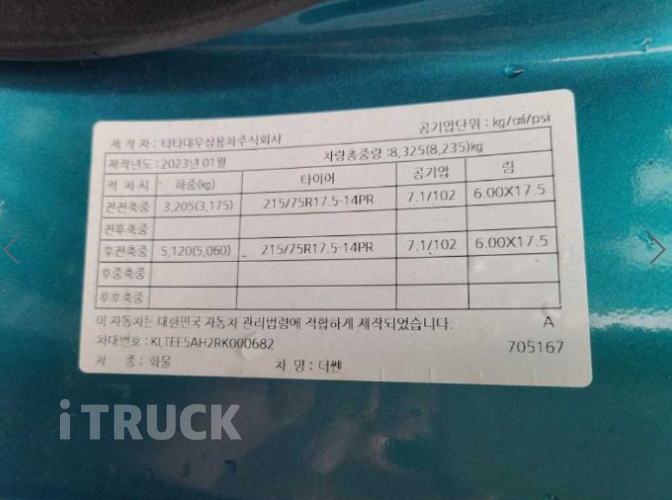 제 작 자 : 타타대우상용차주식회사 공기압단위 : kg/㎠/psi
제작년도 : 2023년 01월 차량총중량 :8,325(8,235)kg
적 차 시 하중(kg) 타이어 공기압 림
전전축중 3,205(3,175) 215/75R17.5-14PR 7.1/102 6.00X17.5
전후축중
후전축중 5,120(5,060) 215/75R17.5-14PR 7.1/102 6.00X17.5
후중축중
후후축중
이 자동차는 대한민국 자동차 관리법령에 적합하게 제작되었습니다. A
차대번호 : KLTEE5AH2RK000682 705167
차 종 : 화물 차 명 : 더쎈
iTRUCK